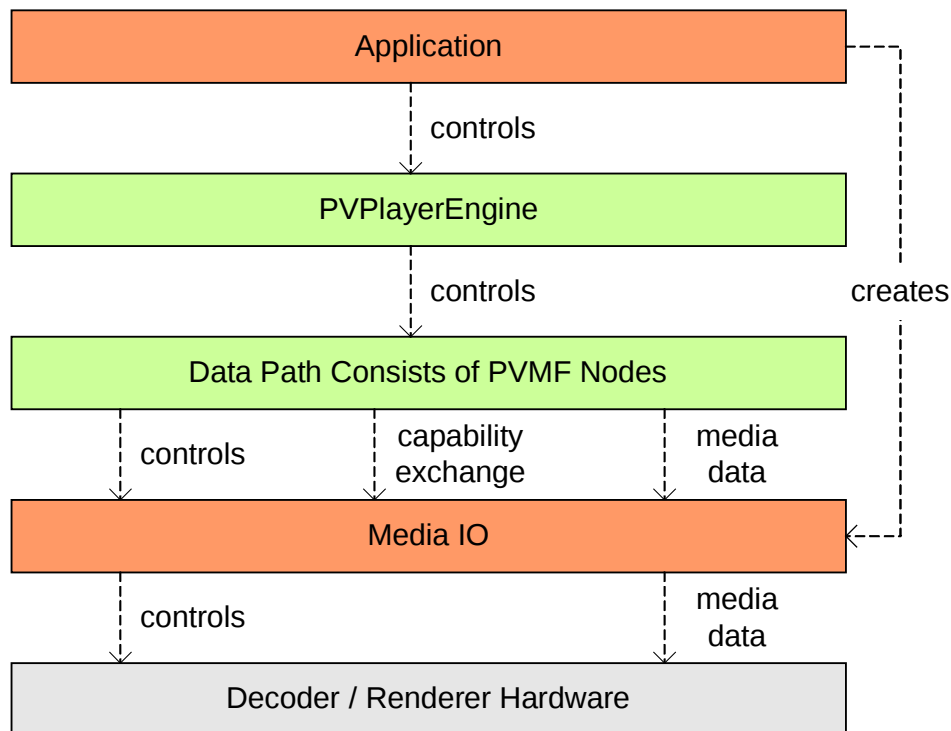 Application
controls
PVPlayerEngine
controls
creates
Data Path Consists of PVMF Nodes
controls
capability
exchange
media
data
Media IO
controls
media
data
Decoder / Renderer Hardware